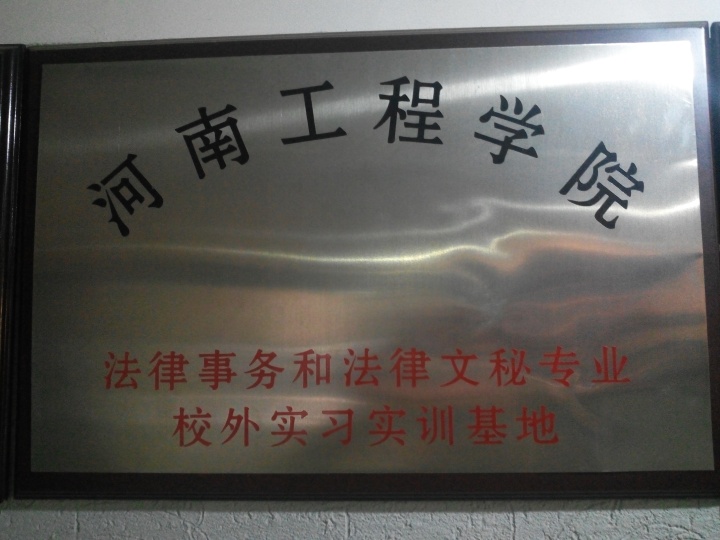 河南工程学院
法律事务和法律文秘专业
校外实习实训基地